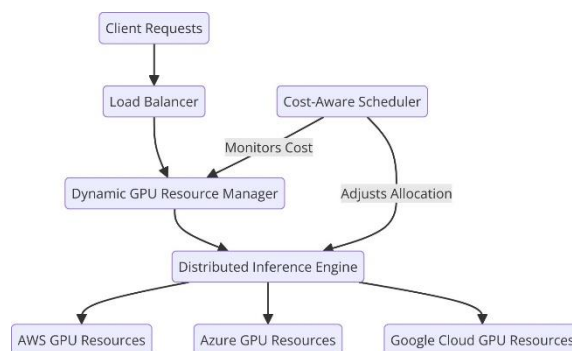 Client Requests
Load Balancer
Cost-Aware Scheduler
Monitors Cost
Dynamic GPU Resource Manager
Adjusts Allocation
Distributed Inference Engine
AWS GPU Resources
Azure GPU Resources
Google Cloud GPU Resources